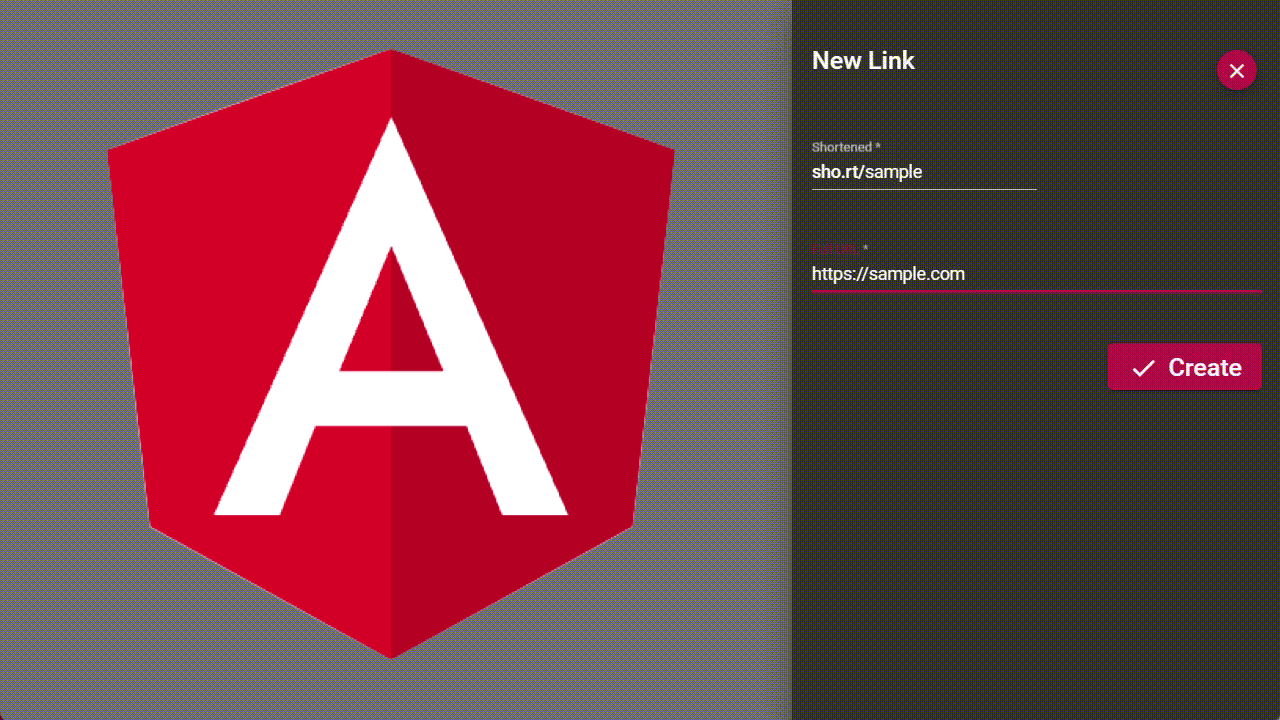 A
New Link
Shortened *
sho.rt/sample
*
https://sample.com
Create